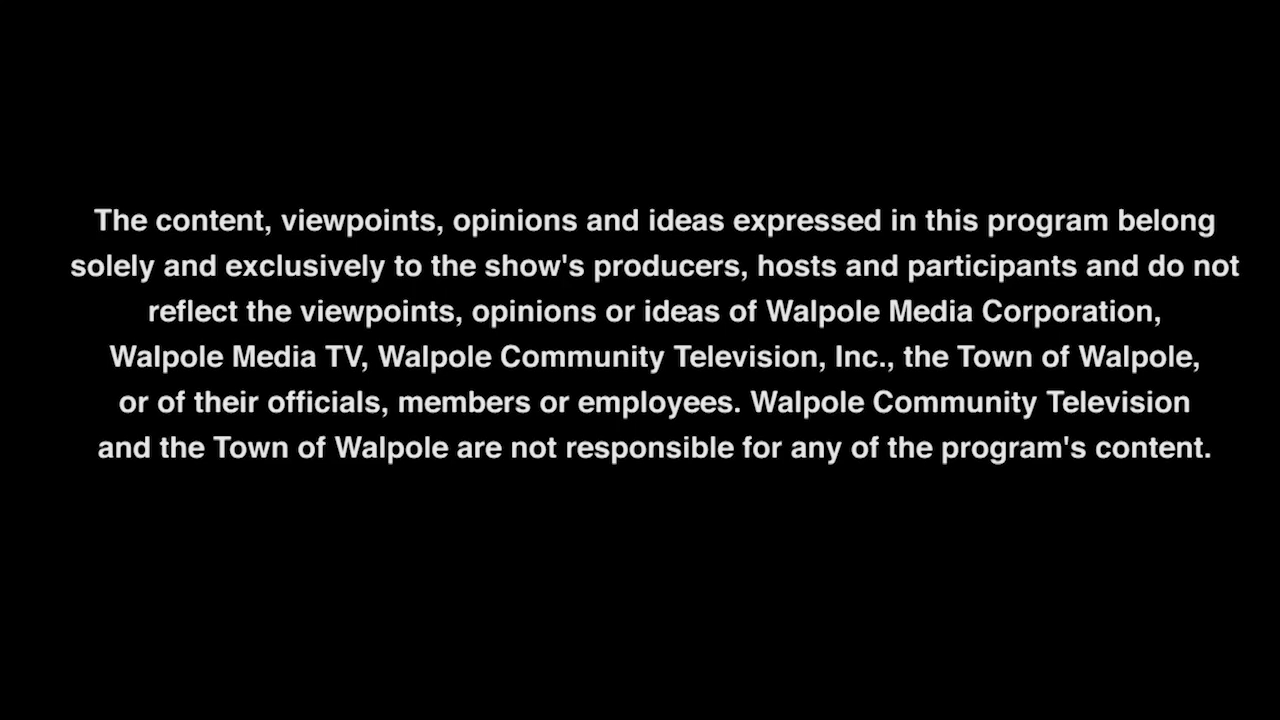 The content, viewpoints, opinions and ideas expressed in this program belong
solely and exclusively to the show's producers, hosts and participants and do not
reflect the viewpoints, opinions or ideas of Walpole Media Corporation,
Walpole Media TV, Walpole Community Television, Inc., the Town of Walpole,
or of their officials, members or employees. Walpole Community Television
and the Town of Walpole are not responsible for any of the program's content.